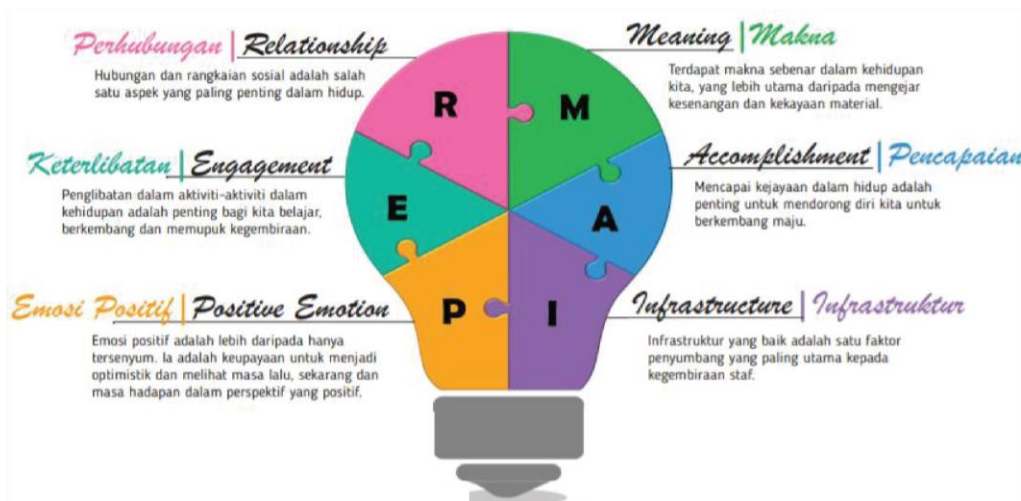 Perhubungan | Relationship
Hubungan dan rangkaian sosial adalah salah
satu aspek yang paling penting dalam hidup.
Keterlibatan | Engagement
Penglibatan dalam aktiviti-aktiviti dalam
kehidupan adalah penting bagi kita belajar,
berkembang dan memupuk kegembiraan.
Emosi Positif | Positive Emotion
Emosi positif adalah lebih daripada hanya
tersenyum. Ia adalah keupayaan untuk menjadi
optimistik dan melihat masa lalu, sekarang dan
masa hadapan dalam perspektif yang positif.
R
M
E
A
P
I
Meaning | Makna
Terdapat makna sebenar dalam kehidupan
kita, yang lebih utama daripada mengejar
kesenangan dan kekayaan material.
Accomplishment | Pencapaian
Mencapai kejayaan dalam hidup adalah
penting untuk mendorong diri kita untuk
berkembang maju.
Infrastructure | Infrastruktur
Infrastruktur yang baik adalah satu faktor
penyumbang yang paling utama kepada
kegembiraan staf.